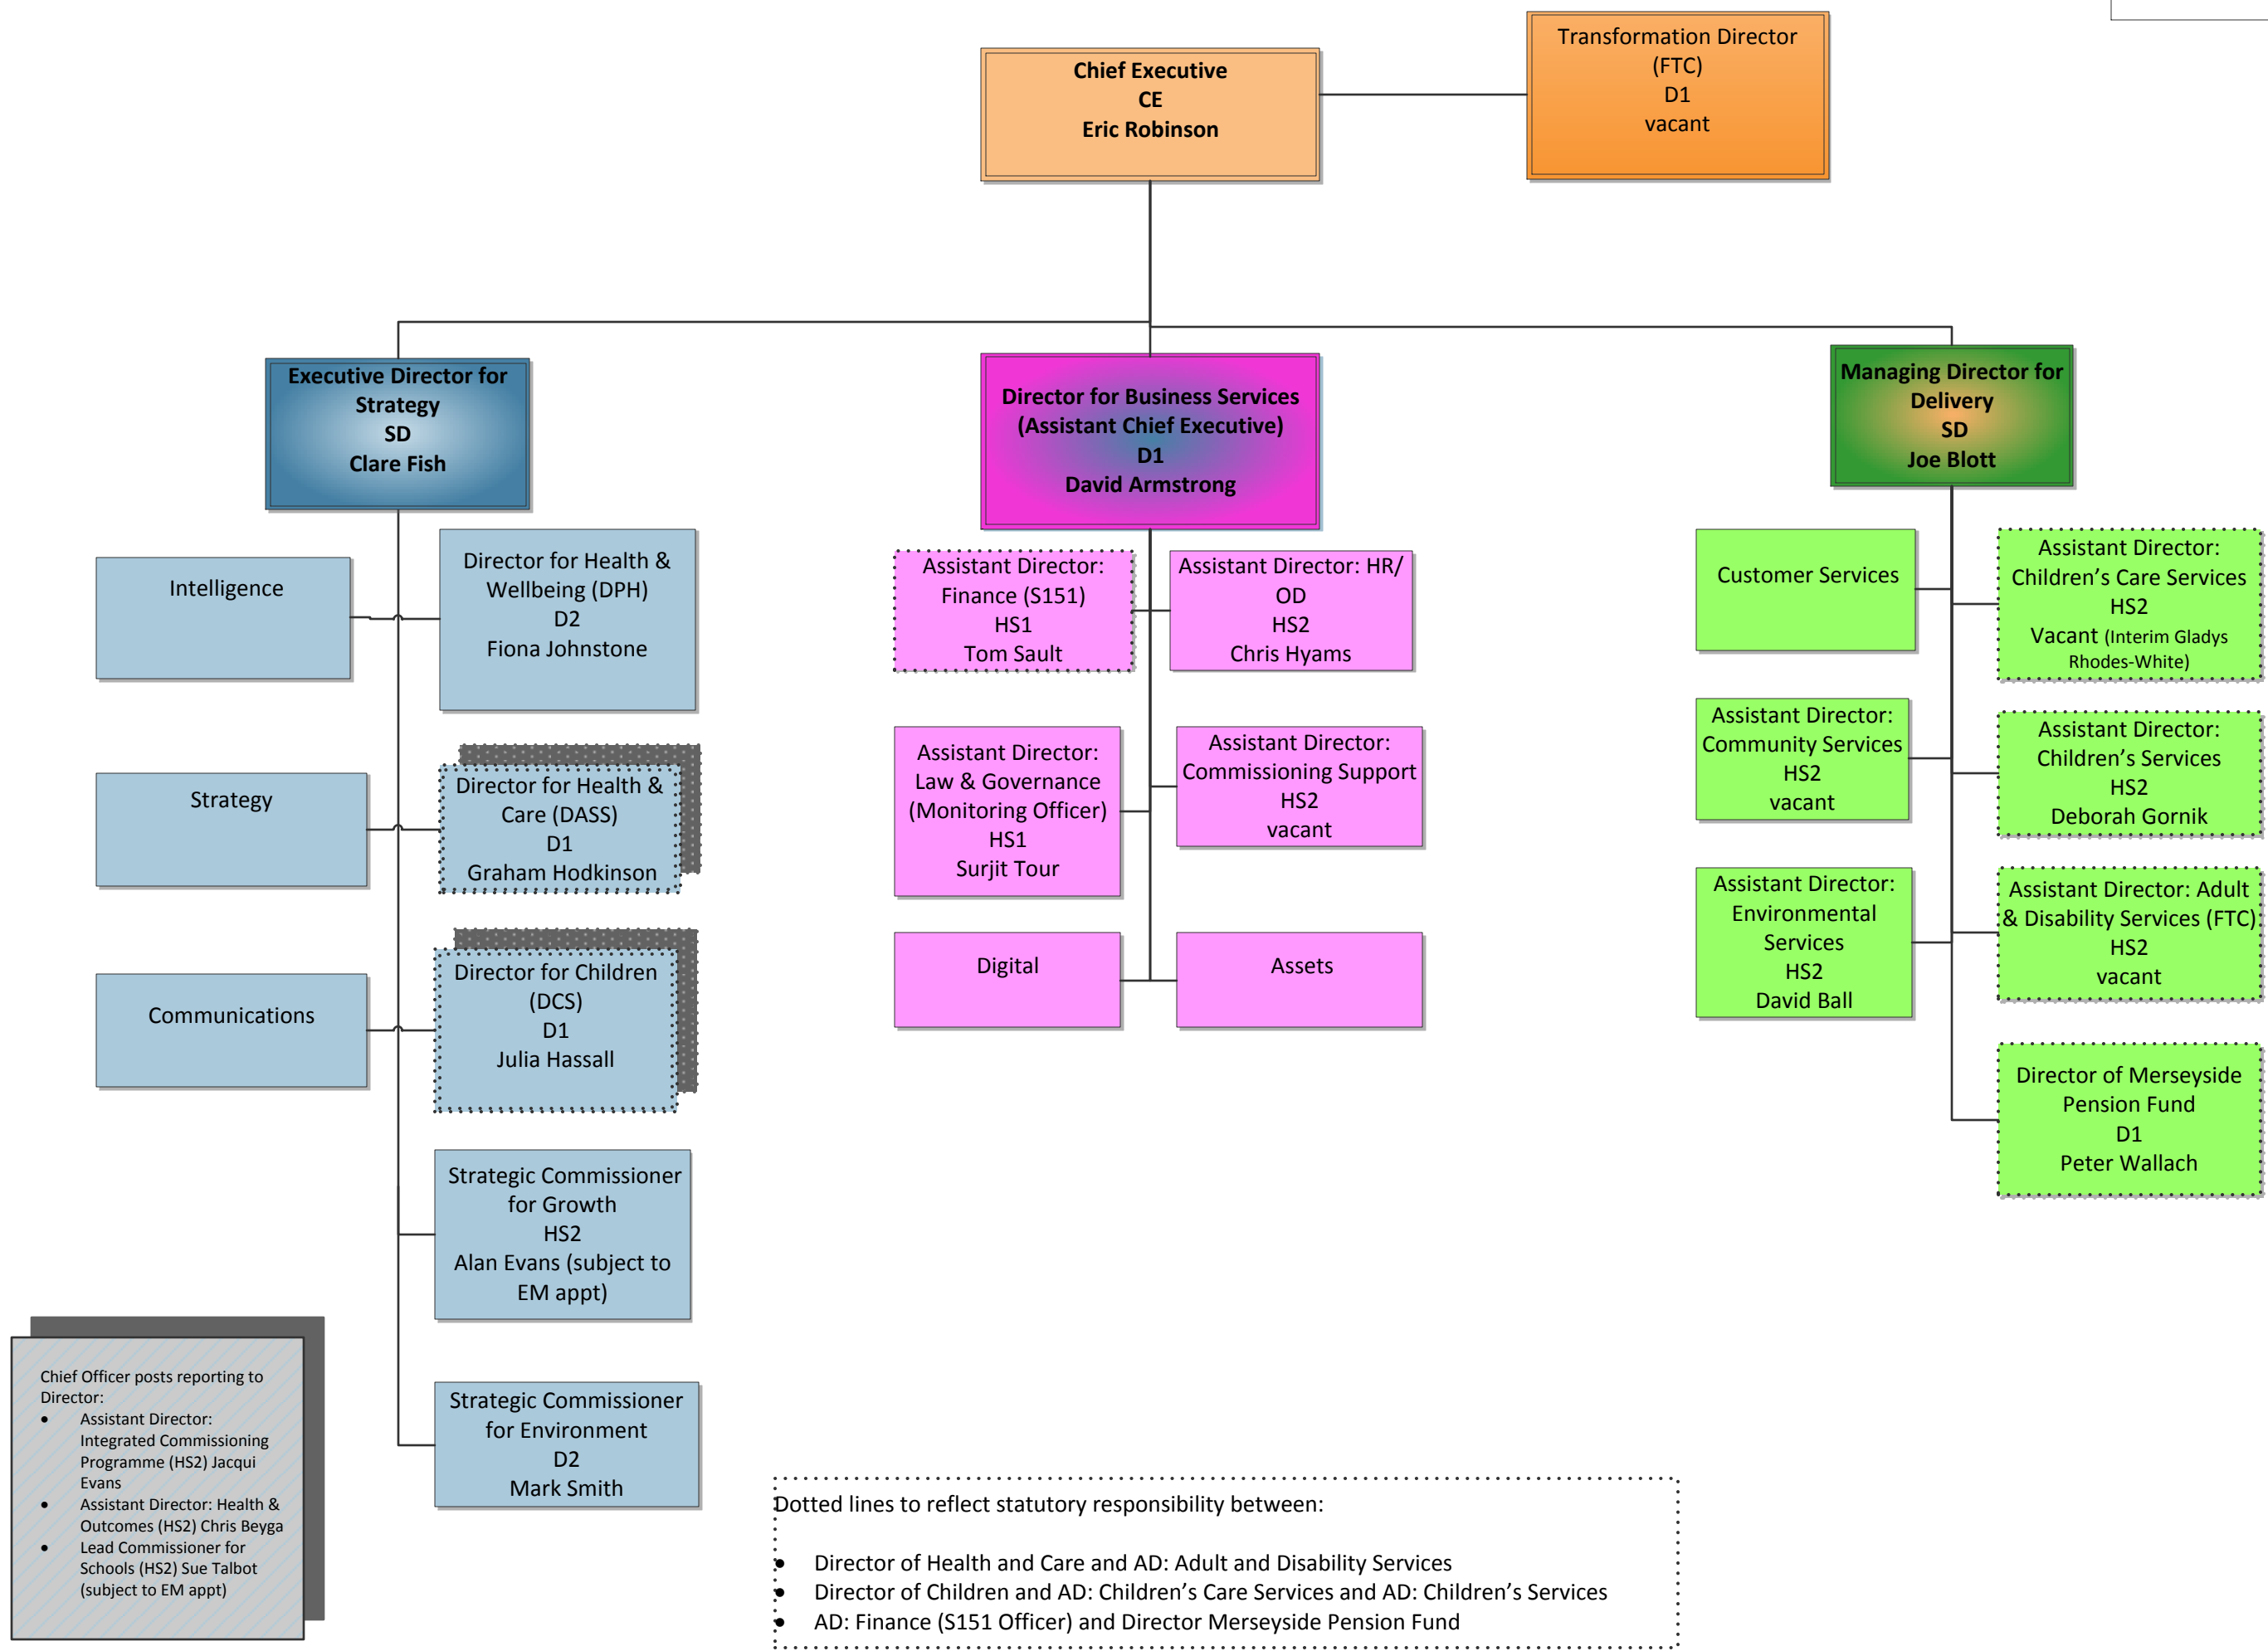 Chief Executive
CE
Eric Robinson
Transformation Director
(FTC)
D1
vacant
Executive Director for
Strategy
SD
Clare Fish
Director for Business Services
(Assistant Chief Executive)
D1
David Armstrong
Managing Director for
Delivery
SD
Joe Blott
Intelligence
Director for Health &
Wellbeing (DPH)
D2
Fiona Johnstone
Strategy
Director for Health &
Care (DASS)
D1
Graham Hodkinson
Communications
Director for Children
(DCS)
D1
Julia Hassall
Strategic Commissioner
for Growth
HS2
Alan Evans (subject to
EM appt)
Strategic Commissioner
for Environment
D2
Mark Smith
Assistant Director:
Finance (S151)
HS1
Tom Sault
Assistant Director: HR/
OD
HS2
Chris Hyams
Assistant Director:
Law & Governance
(Monitoring Officer)
HS1
Surjit Tour
Assistant Director:
Commissioning Support
HS2
vacant
Digital
Assets
Customer Services
Assistant Director:
Children’s Care Services
HS2
Vacant (Interim Gladys
Rhodes-White)
Assistant Director:
Community Services
HS2
vacant
Assistant Director:
Children’s Services
HS2
Deborah Gornik
Assistant Director:
Environmental
Services
HS2
David Ball
Assistant Director: Adult
& Disability Services (FTC)
HS2
vacant
Director of Merseyside
Pension Fund
D1
Peter Wallach
Chief Officer posts reporting to
Director:
• Assistant Director:
Integrated Commissioning
Programme (HS2) Jacqui
Evans
• Assistant Director: Health &
Outcomes (HS2) Chris Beyga
• Lead Commissioner for
Schools (HS2) Sue Talbot
(subject to EM appt)
Dotted lines to reflect statutory responsibility between:
• Director of Health and Care and AD: Adult and Disability Services
• Director of Children and AD: Children’s Care Services and AD: Children’s Services
• AD: Finance (S151 Officer) and Director Merseyside Pension Fund